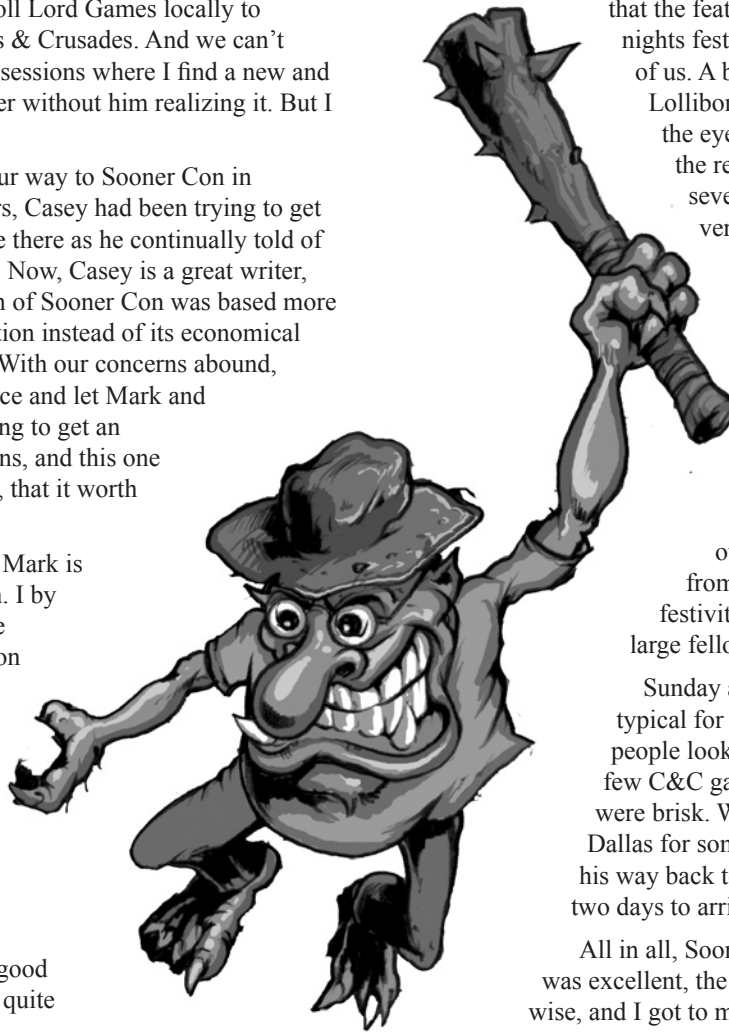 oll Lord Games locally to
s & Crusades. And we can't
sessions where I find a new and
er without him realizing it. But I
ur way to Sooner Con in
rs, Casey had been trying to get
e there as he continually told of
Now, Casey is a great writer,
n of Sooner Con was based more
tion instead of its economical
With our concerns abound,
ce and let Mark and
ng to get an
ns, and this one
, that it worth
Mark is
n. I by
e
on
good
quite
that the feat
nights fest
of us. A b
Lollibor
the eye
the re
seve
ver
o
from
festivit
large fello
Sunday a
typical for
people look
few C&C ga
were brisk. W
Dallas for son
his way back t
two days to arri
All in all, Soon
was excellent, the
wise, and I got to m